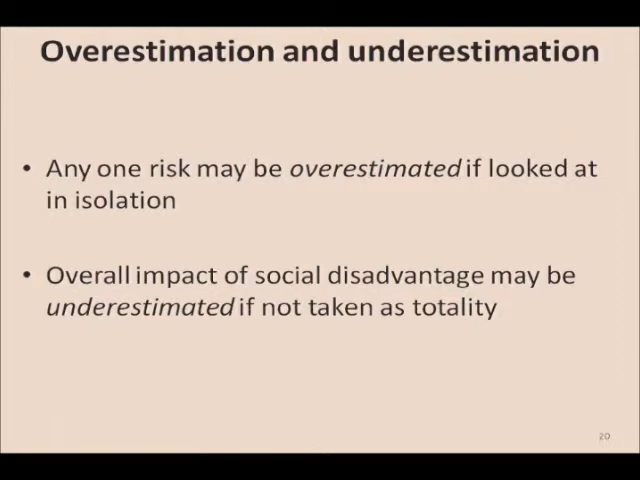 Overestimation and underestimation
• Any one risk may be overestimated if looked at
in isolation
• Overall impact of social disadvantage may be
underestimated if not taken as totality
20